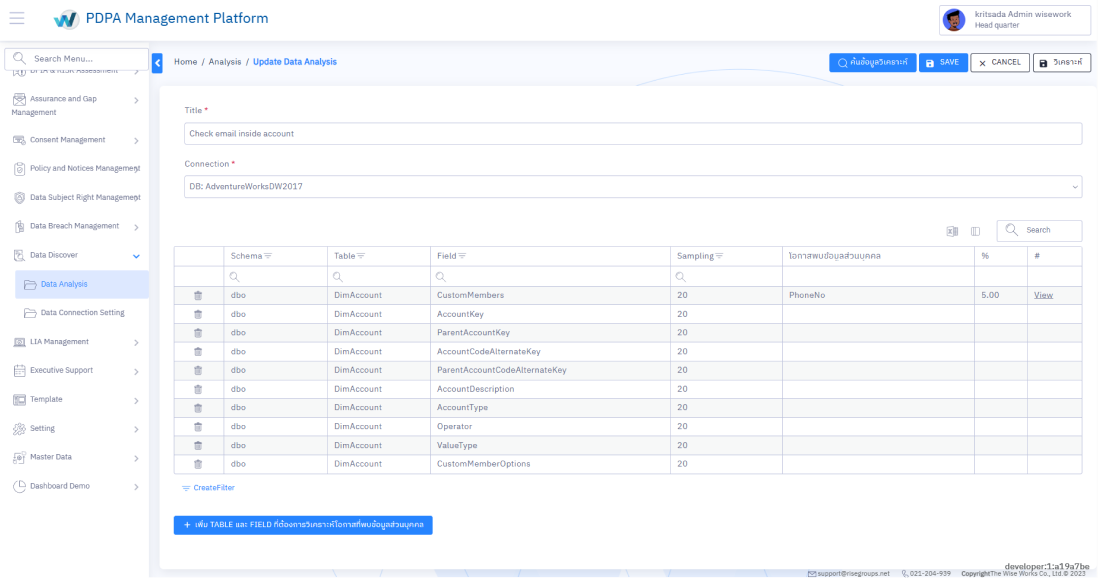 PDPA Management Platform
kritsada Admin wisework
Head quarter
Search Menu...
DPIA & RISK Assessment
Assurance and Gap
Management
Consent Management
Policy and Notices Management
Data Subject Right Management
Data Breach Management
Data Discover
Data Analysis
Data Connection Setting
LIA Management
Executive Support
Template
Setting
Master Data
Dashboard Demo
Home / Analysis / Update Data Analysis
ค้นข้อมูลวิเคราะห์ SAVE CANCEL วิเคราะห์
Title *
Check email inside account
Connection *
DB: AdventureWorksDW2017
Search
Schema Table Field Sampling โอกาสพบข้อมูลส่วนบุคคล % #
dbo DimAccount CustomMembers 20 PhoneNo 5.00 View
dbo DimAccount AccountKey 20
dbo DimAccount ParentAccountKey 20
dbo DimAccount AccountCodeAlternateKey 20
dbo DimAccount ParentAccountCodeAlternateKey 20
dbo DimAccount AccountDescription 20
dbo DimAccount AccountType 20
dbo DimAccount Operator 20
dbo DimAccount ValueType 20
dbo DimAccount CustomMemberOptions 20
CreateFilter
+ เพิ่ม TABLE และ FIELD ที่ต้องการวิเคราะห์โอกาสที่พบข้อมูลส่วนบุคคล
developer:1:a19a7be
support@risegroups.net 021-204-939 CopyrightThe Wise Works Co., Ltd.© 2023